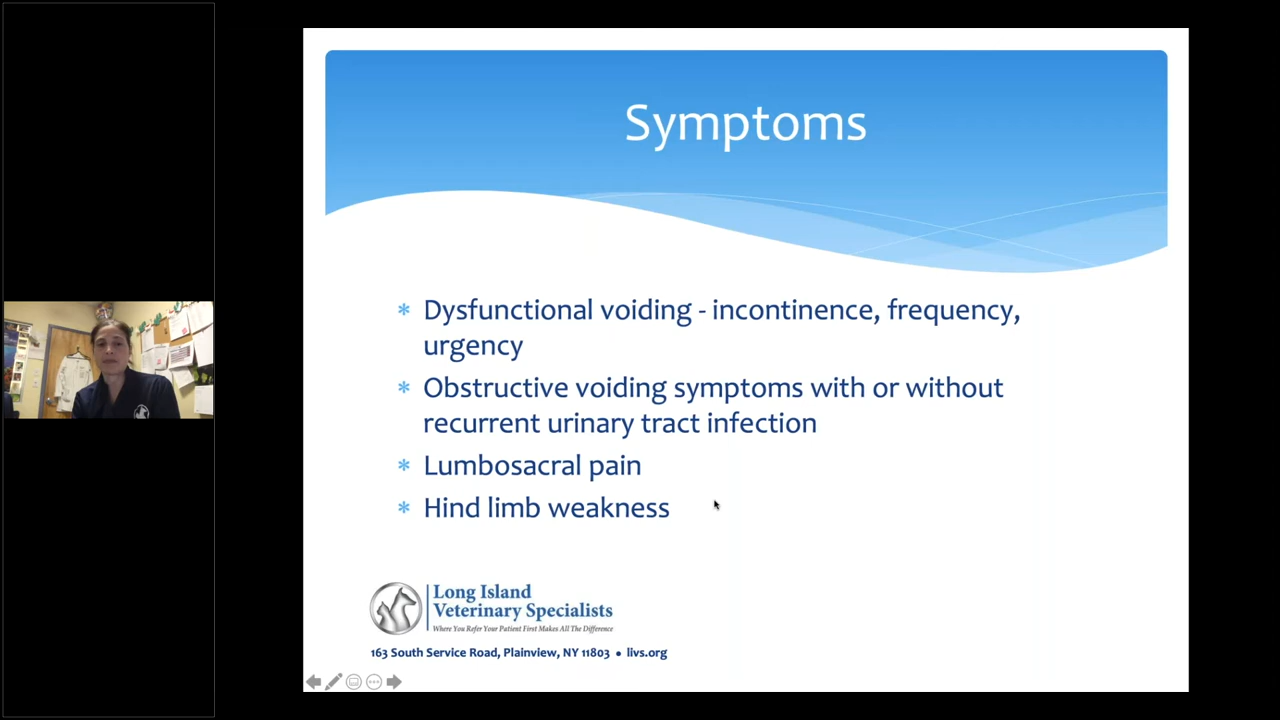 Symptoms
* Dysfunctional voiding - incontinence, frequency,
urgency
* Obstructive voiding symptoms with or without
recurrent urinary tract infection
* Lumbosacral pain
* Hind limb weakness
Long Island
Veterinary Specialists
Where You Refer Your Patient First Makes All The Difference
163 South Service Road, Plainview, NY 11803 • livs.org